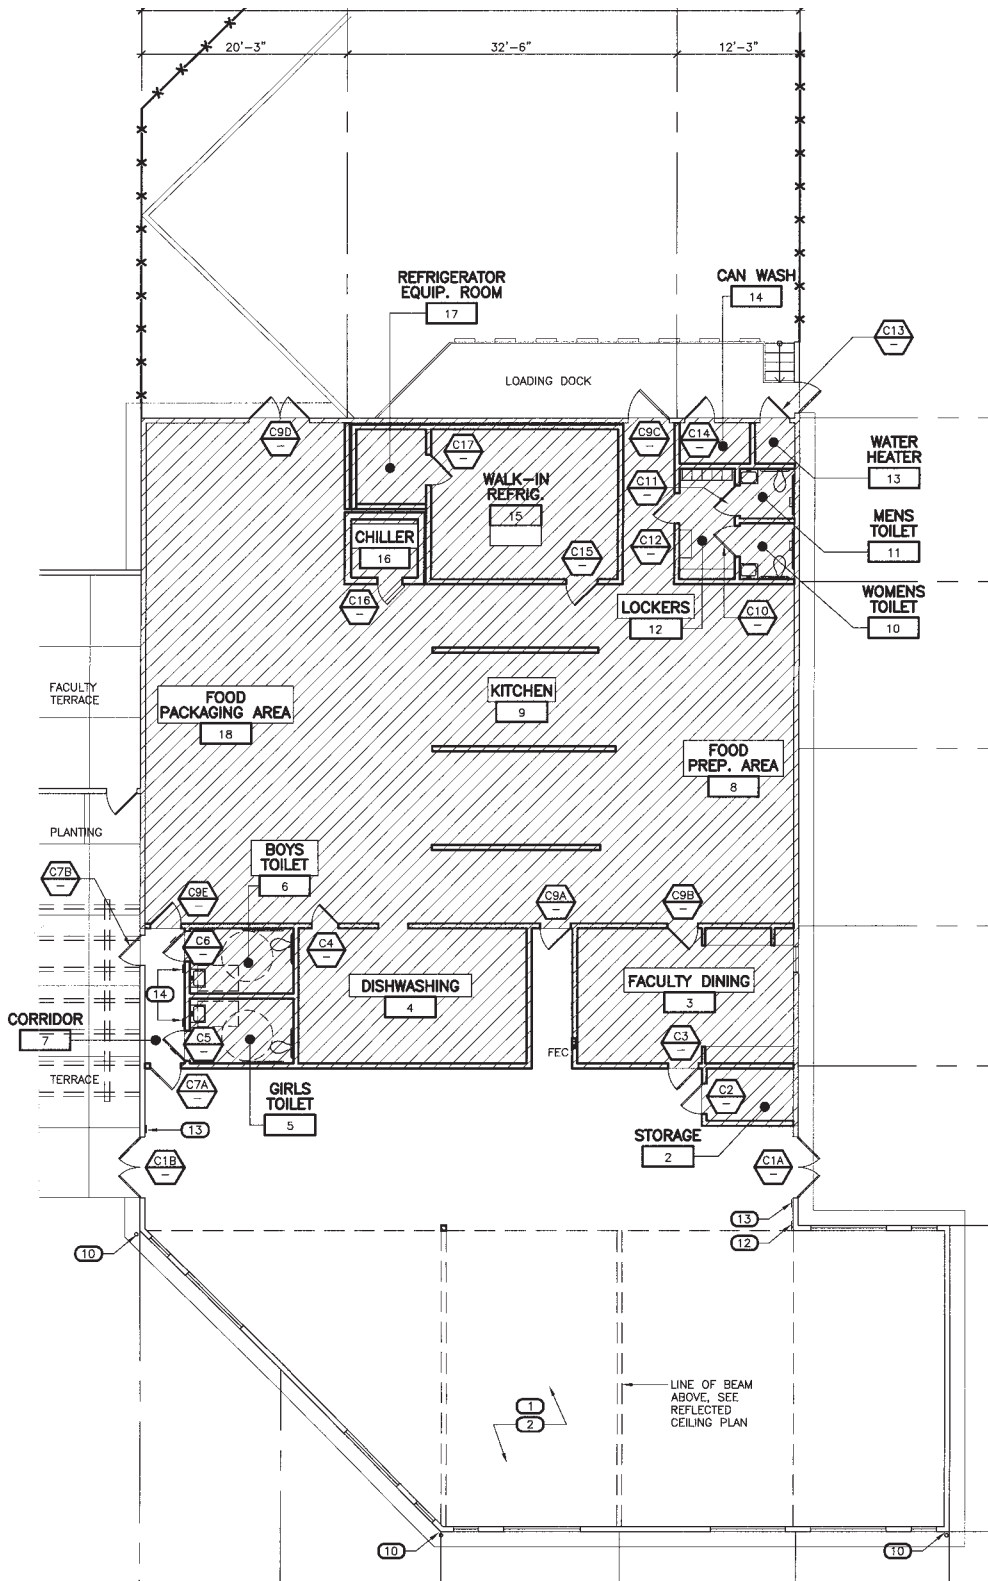 20'-3"
32'-6"
12'-3"
REFRIGERATOR
EQUIP. ROOM
17
CAN WASH
14
C13
–
LOADING DOCK
C9D
–
C17
–
C9C
–
C14
–
WATER
HEATER
13
WALK-IN
REFRIG.
15
C11
–
MENS
TOILET
11
CHILLER
16
C12
–
C15
–
C16
–
LOCKERS
12
C10
–
WOMENS
TOILET
10
FACULTY
TERRACE
FOOD
PACKAGING AREA
18
KITCHEN
9
FOOD
PREP. AREA
8
PLANTING
BOYS
TOILET
6
C7B
–
C9E
–
C9A
–
C9B
–
C6
–
C4
–
14
DISHWASHING
4
FACULTY DINING
3
CORRIDOR
7
C5
–
C3
–
FEC
TERRACE
C7A
–
GIRLS
TOILET
5
C2
–
13
STORAGE
2
C1B
–
C1A
–
13
12
10
LINE OF BEAM
ABOVE, SEE
REFLECTED
CEILING PLAN
1
2
10
10